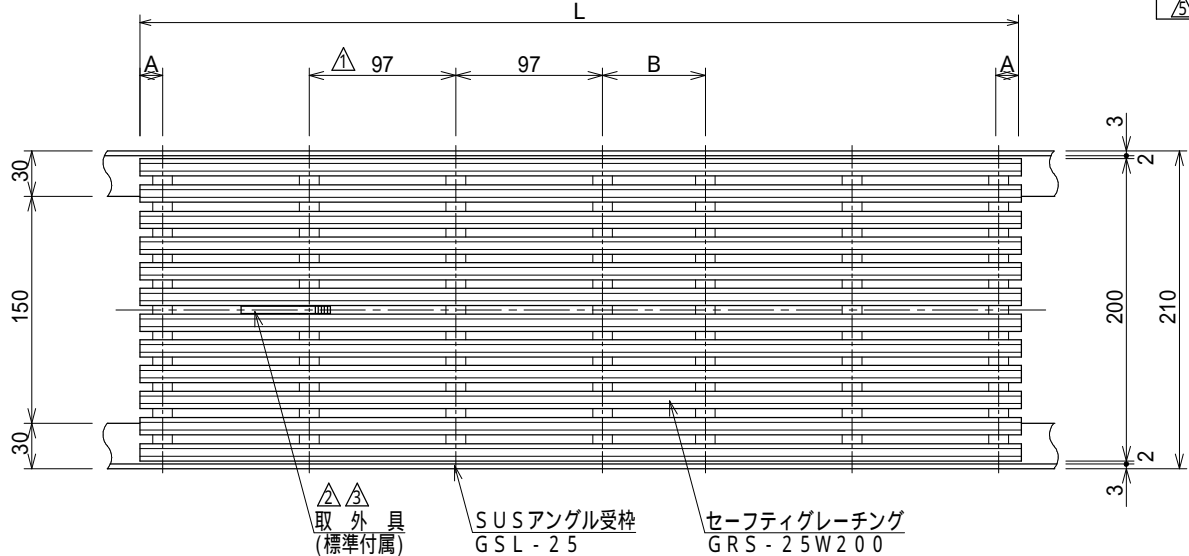 L
5
A
1 97
97
B
A
3
2
30
150
30
200
210
2
3
2 3
取 外 具
(標準付属)
SUSアングル受枠
GSL-25
セーフティグレーチング
GRS-25W200